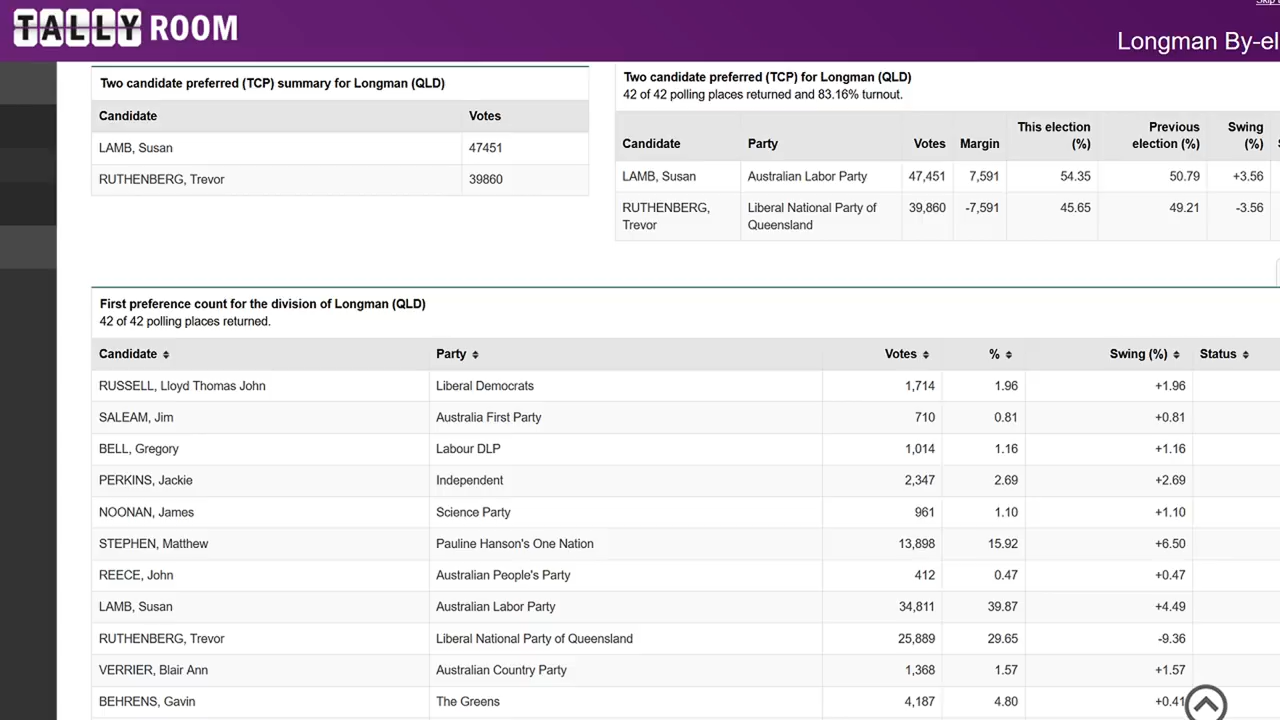 TALLY ROOM
Longman By-el
Two candidate preferred (TCP) summary for Longman (QLD)
Candidate Votes
LAMB, Susan 47451
RUTHENBERG, Trevor 39860
Two candidate preferred (TCP) for Longman (QLD)
42 of 42 polling places returned and 83.16% turnout.
Candidate Party Votes Margin This election (%) Previous election (%) Swing (%)
LAMB, Susan Australian Labor Party 47,451 7,591 54.35 50.79 +3.56
RUTHENBERG, Trevor Liberal National Party of Queensland 39,860 -7,591 45.65 49.21 -3.56
First preference count for the division of Longman (QLD)
42 of 42 polling places returned.
Candidate Party Votes % Swing (%) Status
RUSSELL, Lloyd Thomas John Liberal Democrats 1,714 1.96 +1.96
SALEAM, Jim Australia First Party 710 0.81 +0.81
BELL, Gregory Labour DLP 1,014 1.16 +1.16
PERKINS, Jackie Independent 2,347 2.69 +2.69
NOONAN, James Science Party 961 1.10 +1.10
STEPHEN, Matthew Pauline Hanson's One Nation 13,898 15.92 +6.50
REECE, John Australian People's Party 412 0.47 +0.47
LAMB, Susan Australian Labor Party 34,811 39.87 +4.49
RUTHENBERG, Trevor Liberal National Party of Queensland 25,889 29.65 -9.36
VERRIER, Blair Ann Australian Country Party 1,368 1.57 +1.57
BEHRENS, Gavin The Greens 4,187 4.80 +0.41